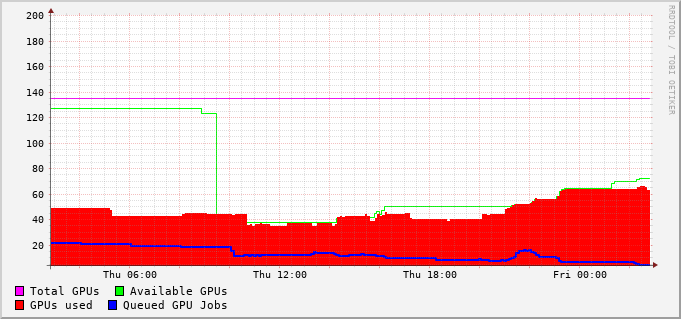 200
180
160
140
120
100
80
60
40
20
Thu 06:00 Thu 12:00 Thu 18:00 Fri 00:00
Total GPUs Available GPUs
GPUs used Queued GPU Jobs
RRDTOOL / TOBI OETIKER